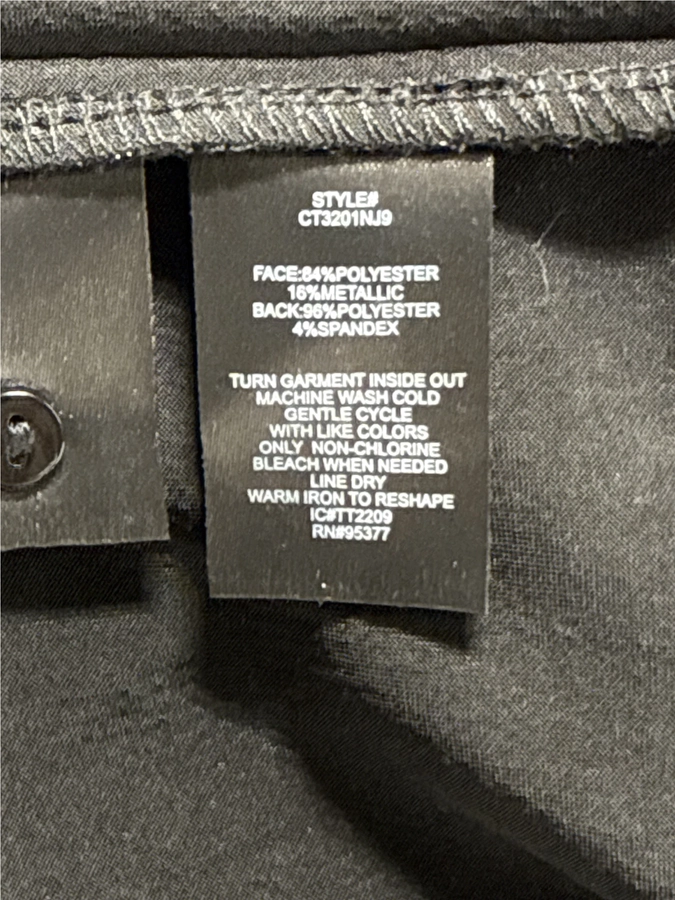 STYLE#
CT3201NJ9
FACE:84%POLYESTER
16%METALLIC
BACK:96%POLYESTER
4%SPANDEX
TURN GARMENT INSIDE OUT
MACHINE WASH COLD
GENTLE CYCLE
WITH LIKE COLORS
ONLY NON-CHLORINE
BLEACH WHEN NEEDED
LINE DRY
WARM IRON TO RESHAPE
IC#TT2209
RN#95377